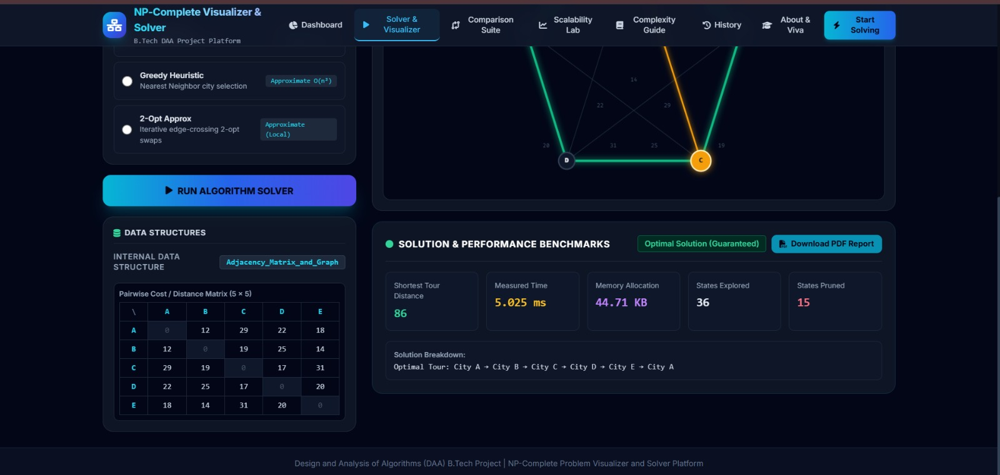 NP-Complete Visualizer &
Solver
B.Tech DAA Project Platform
Dashboard
Solver &
Visualizer
Comparison
Suite
Scalability
Lab
Complexity
Guide
History
About &
Viva
Start
Solving
Greedy Heuristic
Nearest Neighbor city selection
Approximate O(n²)
2-Opt Approx
Iterative edge-crossing 2-opt
swaps
Approximate
(Local)
RUN ALGORITHM SOLVER
DATA STRUCTURES
INTERNAL DATA
STRUCTURE
Adjacency_Matrix_and_Graph
Pairwise Cost / Distance Matrix (5 × 5)
\ A B C D E
A 0 12 29 22 18
B 12 0 19 25 14
C 29 19 0 17 31
D 22 25 17 0 20
E 18 14 31 20 0
14
22 29
20 31 25 19
D C
SOLUTION & PERFORMANCE BENCHMARKS
Optimal Solution (Guaranteed)
Download PDF Report
Shortest Tour
Distance
86
Measured Time
5.025 ms
Memory Allocation
44.71 KB
States Explored
36
States Pruned
15
Solution Breakdown:
Optimal Tour: City A → City B → City C → City D → City E → City A
Design and Analysis of Algorithms (DAA) B.Tech Project | NP-Complete Problem Visualizer and Solver Platform